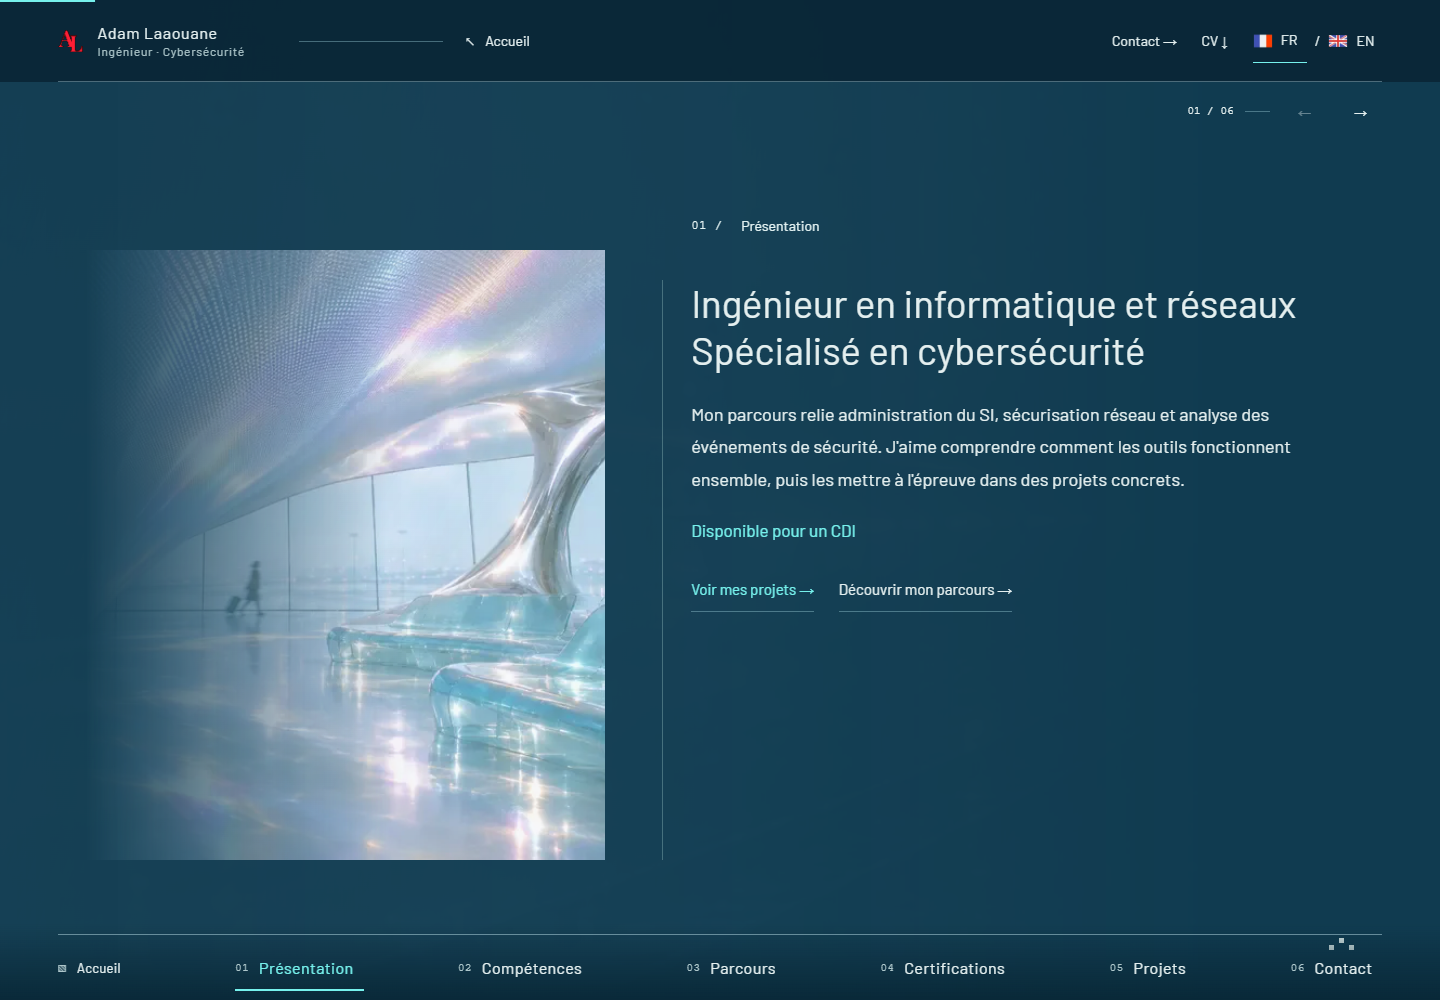 AL
Adam Laaouane
Ingénieur · Cybersécurité
↖ Accueil
Contact →
CV ↓
FR / EN
01 / 06 ← →
01 / Présentation
Ingénieur en informatique et réseaux
Spécialisé en cybersécurité
Mon parcours relie administration du SI, sécurisation réseau et analyse des
événements de sécurité. J'aime comprendre comment les outils fonctionnent
ensemble, puis les mettre à l'épreuve dans des projets concrets.
Disponible pour un CDI
Voir mes projets → Découvrir mon parcours →
Accueil
01 Présentation
02 Compétences
03 Parcours
04 Certifications
05 Projets
06 Contact